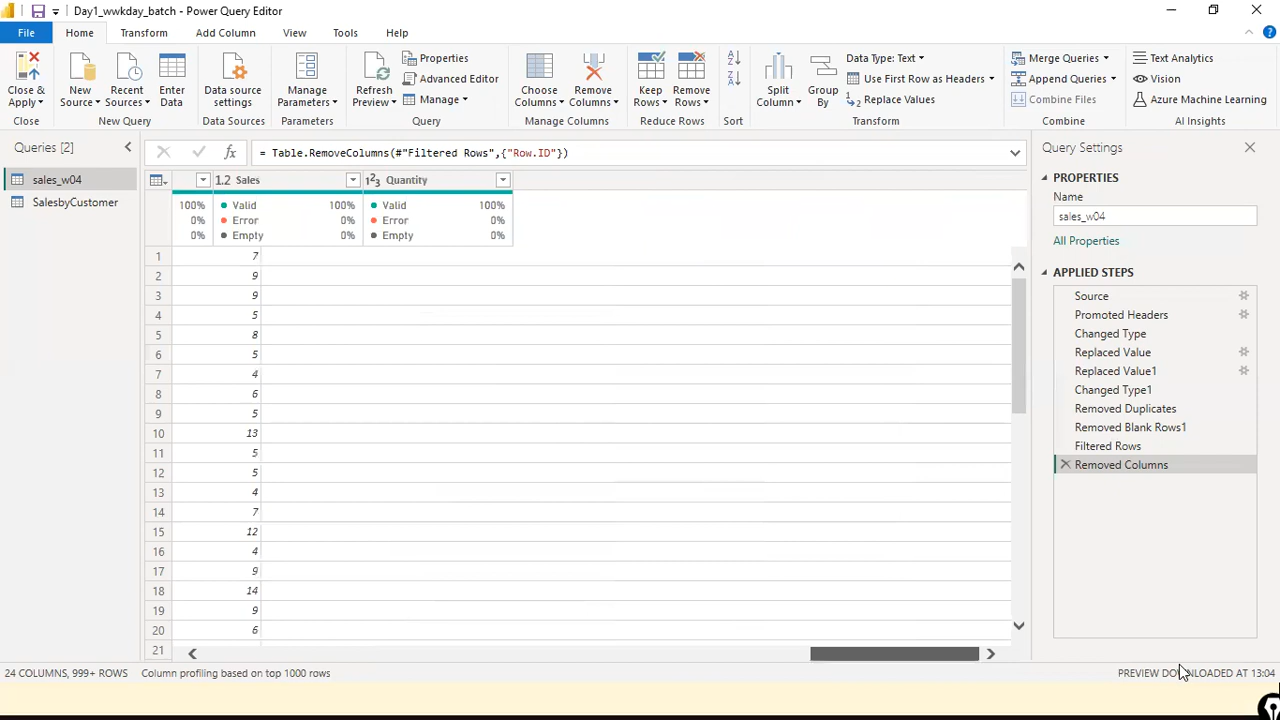 Day1_wwkday_batch - Power Query Editor
File Home Transform Add Column View Tools Help
Close & Apply
New Source
Recent Sources
Enter Data
Data source settings
Manage Parameters
Refresh Preview
Properties
Advanced Editor
Manage
Choose Columns
Remove Columns
Keep Rows
Remove Rows
Split Column
Group By
Data Type: Text
Use First Row as Headers
Replace Values
Merge Queries
Append Queries
Combine Files
Text Analytics
Vision
Azure Machine Learning
Close New Query Data Sources Parameters Query Manage Columns Reduce Rows Sort Transform Combine AI Insights
Queries [2]
sales_w04
SalesbyCustomer
= Table.RemoveColumns(#"Filtered Rows",{"Row.ID"})
1.2 Sales 1²3 Quantity
100% Valid 100% Valid 100%
0% Error 0% Error 0%
0% Empty 0% Empty 0%
1 7
2 9
3 9
4 5
5 8
6 5
7 4
8 6
9 5
10 13
11 5
12 5
13 4
14 7
15 12
16 4
17 9
18 14
19 9
20 6
21
Query Settings
PROPERTIES
Name
sales_w04
All Properties
APPLIED STEPS
Source
Promoted Headers
Changed Type
Replaced Value
Replaced Value1
Changed Type1
Removed Duplicates
Removed Blank Rows1
Filtered Rows
Removed Columns
24 COLUMNS, 999+ ROWS Column profiling based on top 1000 rows PREVIEW DOWNLOADED AT 13:04